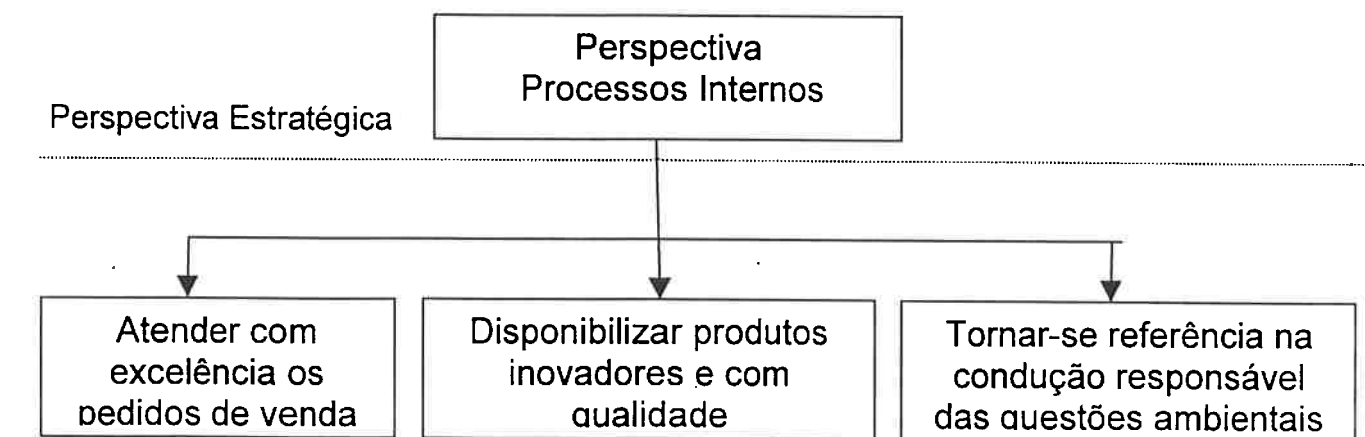 Perspectiva
Processos Internos
Perspectiva Estratégica
Atender com
excelência os
pedidos de venda
Disponibilizar produtos
inovadores e com
qualidade
Tornar-se referência na
condução responsável
das questões ambientais